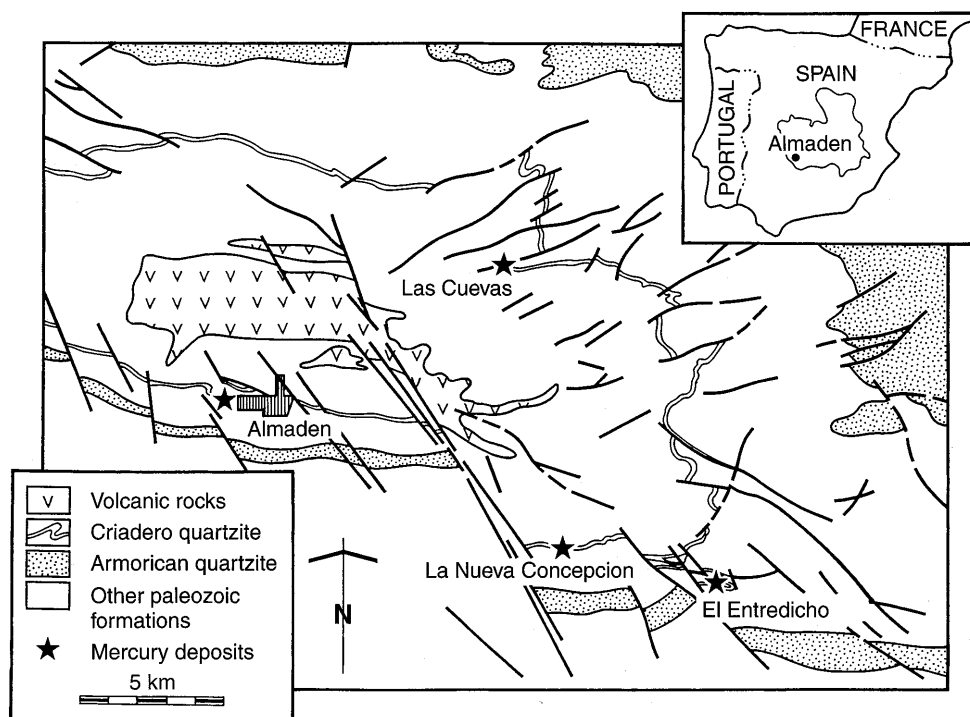 FRANCE
SPAIN
PORTUGAL
Almaden
Las Cuevas
Almaden
La Nueva Concepcion
El Entredicho
v Volcanic rocks
Criadero quartzite
Armorican quartzite
Other paleozoic
formations
Mercury deposits
5 km
N